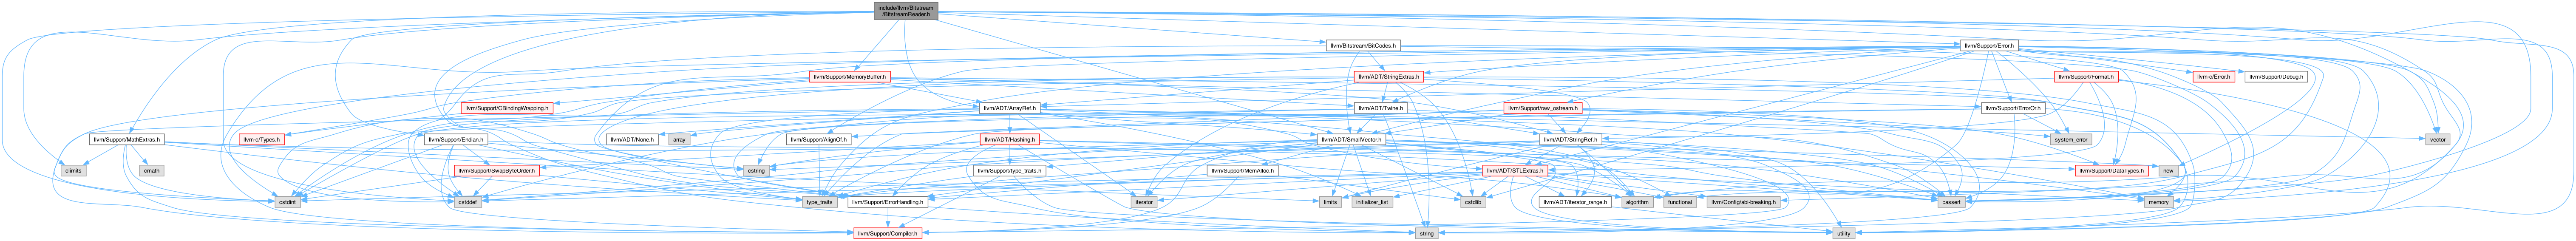 include/llvm/Bitstream
/BitstreamReader.h
llvm/Bitstream/BitCodes.h
llvm/Support/Error.h
llvm/Support/MemoryBuffer.h
llvm/ADT/StringExtras.h
llvm/Support/Format.h
llvm-c/Error.h
llvm/Support/Debug.h
llvm/Support/CBindingWrapping.h
llvm/ADT/ArrayRef.h
llvm/ADT/Twine.h
llvm/Support/raw_ostream.h
llvm/Support/ErrorOr.h
llvm/Support/MathExtras.h
llvm-c/Types.h
llvm/Support/Endian.h
llvm/ADT/None.h
array
llvm/Support/AlignOf.h
llvm/ADT/Hashing.h
llvm/ADT/SmallVector.h
llvm/ADT/StringRef.h
system_error
vector
climits
cmath
llvm/Support/SwapByteOrder.h
cstring
llvm/Support/type_traits.h
llvm/Support/MemAlloc.h
llvm/ADT/STLExtras.h
llvm/Support/DataTypes.h
new
cstdint
cstddef
type_traits
llvm/Support/ErrorHandling.h
iterator
limits
initializer_list
cstdlib
llvm/ADT/iterator_range.h
algorithm
functional
llvm/Config/abi-breaking.h
cassert
memory
llvm/Support/Compiler.h
string
utility